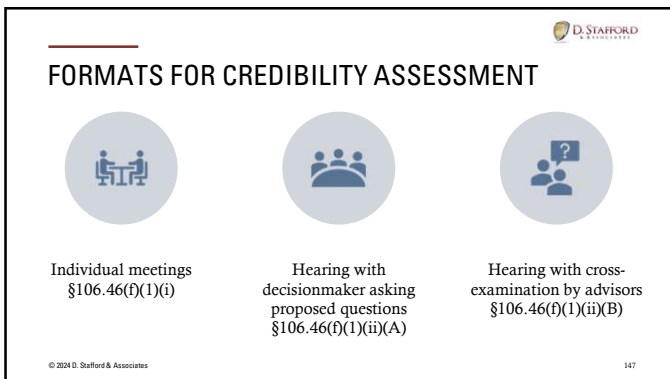 D. STAFFORD
& ASSOCIATES
FORMATS FOR CREDIBILITY ASSESSMENT
?
Individual meetings
§106.46(f)(1)(i)
Hearing with
decisionmaker asking
proposed questions
§106.46(f)(1)(ii)(A)
Hearing with cross-
examination by advisors
§106.46(f)(1)(ii)(B)
© 2024 D. Stafford & Associates
147